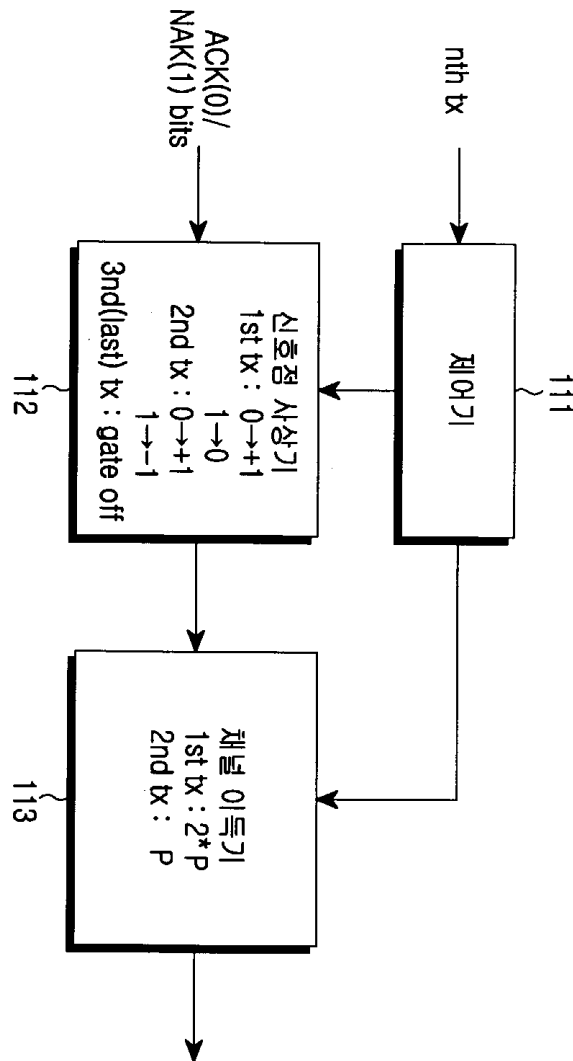 nth tx
제어기
111
ACK(0)/
NAK(1) bits
신호점 사상기
1st tx : 0→+1
1→0
2nd tx : 0→+1
1→-1
3nd(last) tx : gate off
112
채널 이득기
1st tx : 2*P
2nd tx : P
113